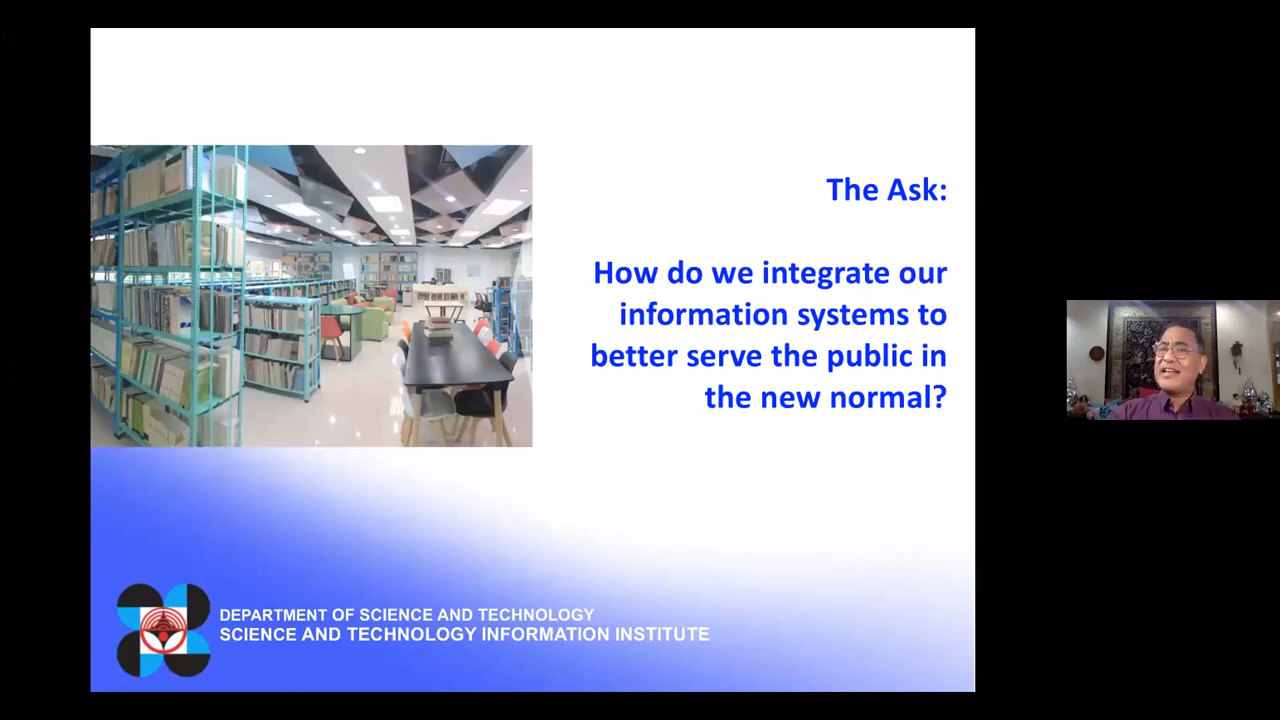 The Ask:
How do we integrate our
information systems to
better serve the public in
the new normal?
DEPARTMENT OF SCIENCE AND TECHNOLOGY
SCIENCE AND TECHNOLOGY INFORMATION INSTITUTE